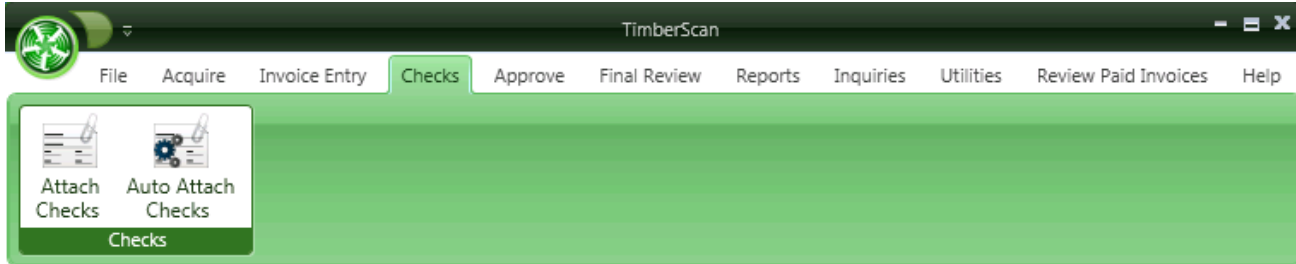 TimberScan
File Acquire Invoice Entry Checks Approve Final Review Reports Inquiries Utilities Review Paid Invoices Help
Attach Auto Attach
Checks Checks
Checks